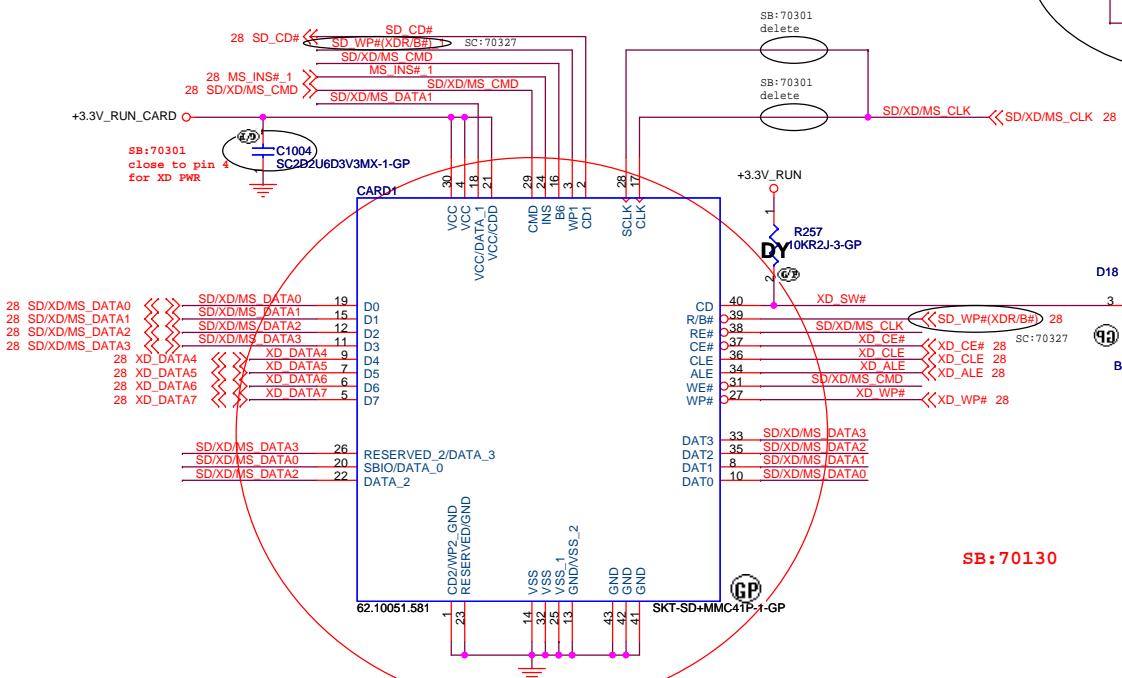 SB:70301
delete
SD_CD#
28 SD_CD#
SD_WP#(XDR/B#)
SC:70327
SD/XD/MS_CMD
MS_INS#_1
28 MS_INS#_1
SD/XD/MS_CMD
28 SD/XD/MS_CMD
SD/XD/MS_DATA1
SB:70301
delete
+3.3V_RUN_CARD
SD/XD/MS_CLK
SD/XD/MS_CLK 28
SB:70301
close to pin 4
for XD PWR
G/P
C1004
SC2D2U6D3V3MX-1-GP
+3.3V_RUN
CARD1
30 4 18 21 29 24 16 3 2 28 17
VCC
VCC
VCC/DATA_1
VCC/CDD
CMD
INS
B6
WP1
CD1
SCLK
CLK
1
R257
10KR2J-3-GP
DY
2
G/P
D18
28 SD/XD/MS_DATA0 SD/XD/MS_DATA0 19 D0
28 SD/XD/MS_DATA1 SD/XD/MS_DATA1 15 D1
28 SD/XD/MS_DATA2 SD/XD/MS_DATA2 12 D2
28 SD/XD/MS_DATA3 SD/XD/MS_DATA3 11 D3
28 XD_DATA4 XD_DATA4 9 D4
28 XD_DATA5 XD_DATA5 7 D5
28 XD_DATA6 XD_DATA6 6 D6
28 XD_DATA7 XD_DATA7 5 D7
CD 40 XD_SW# 3
R/B# 39 SD_WP#(XDR/B#) 28
RE# 38 SD/XD/MS_CLK
SC:70327
CE# 37 XD_CE# XD_CE# 28
CLE 36 XD_CLE XD_CLE 28
ALE 34 XD_ALE XD_ALE 28
WE# 31 SD/XD/MS_CMD
WP# 27 XD_WP# XD_WP# 28
B
SD/XD/MS_DATA3 26 RESERVED_2/DATA_3
SD/XD/MS_DATA0 20 SBIO/DATA_0
SD/XD/MS_DATA2 22 DATA_2
DAT3 33 SD/XD/MS_DATA3
DAT2 35 SD/XD/MS_DATA2
DAT1 8 SD/XD/MS_DATA1
DAT0 10 SD/XD/MS_DATA0
CD2/WP2_GND
RESERVED/GND
VSS
VSS
VSS_1
GND/VSS_2
GND
GND
GND
SB:70130
GP
62.10051.581
SKT-SD+MMC41P-1-GP
1 23 14 32 25 13 43 42 41